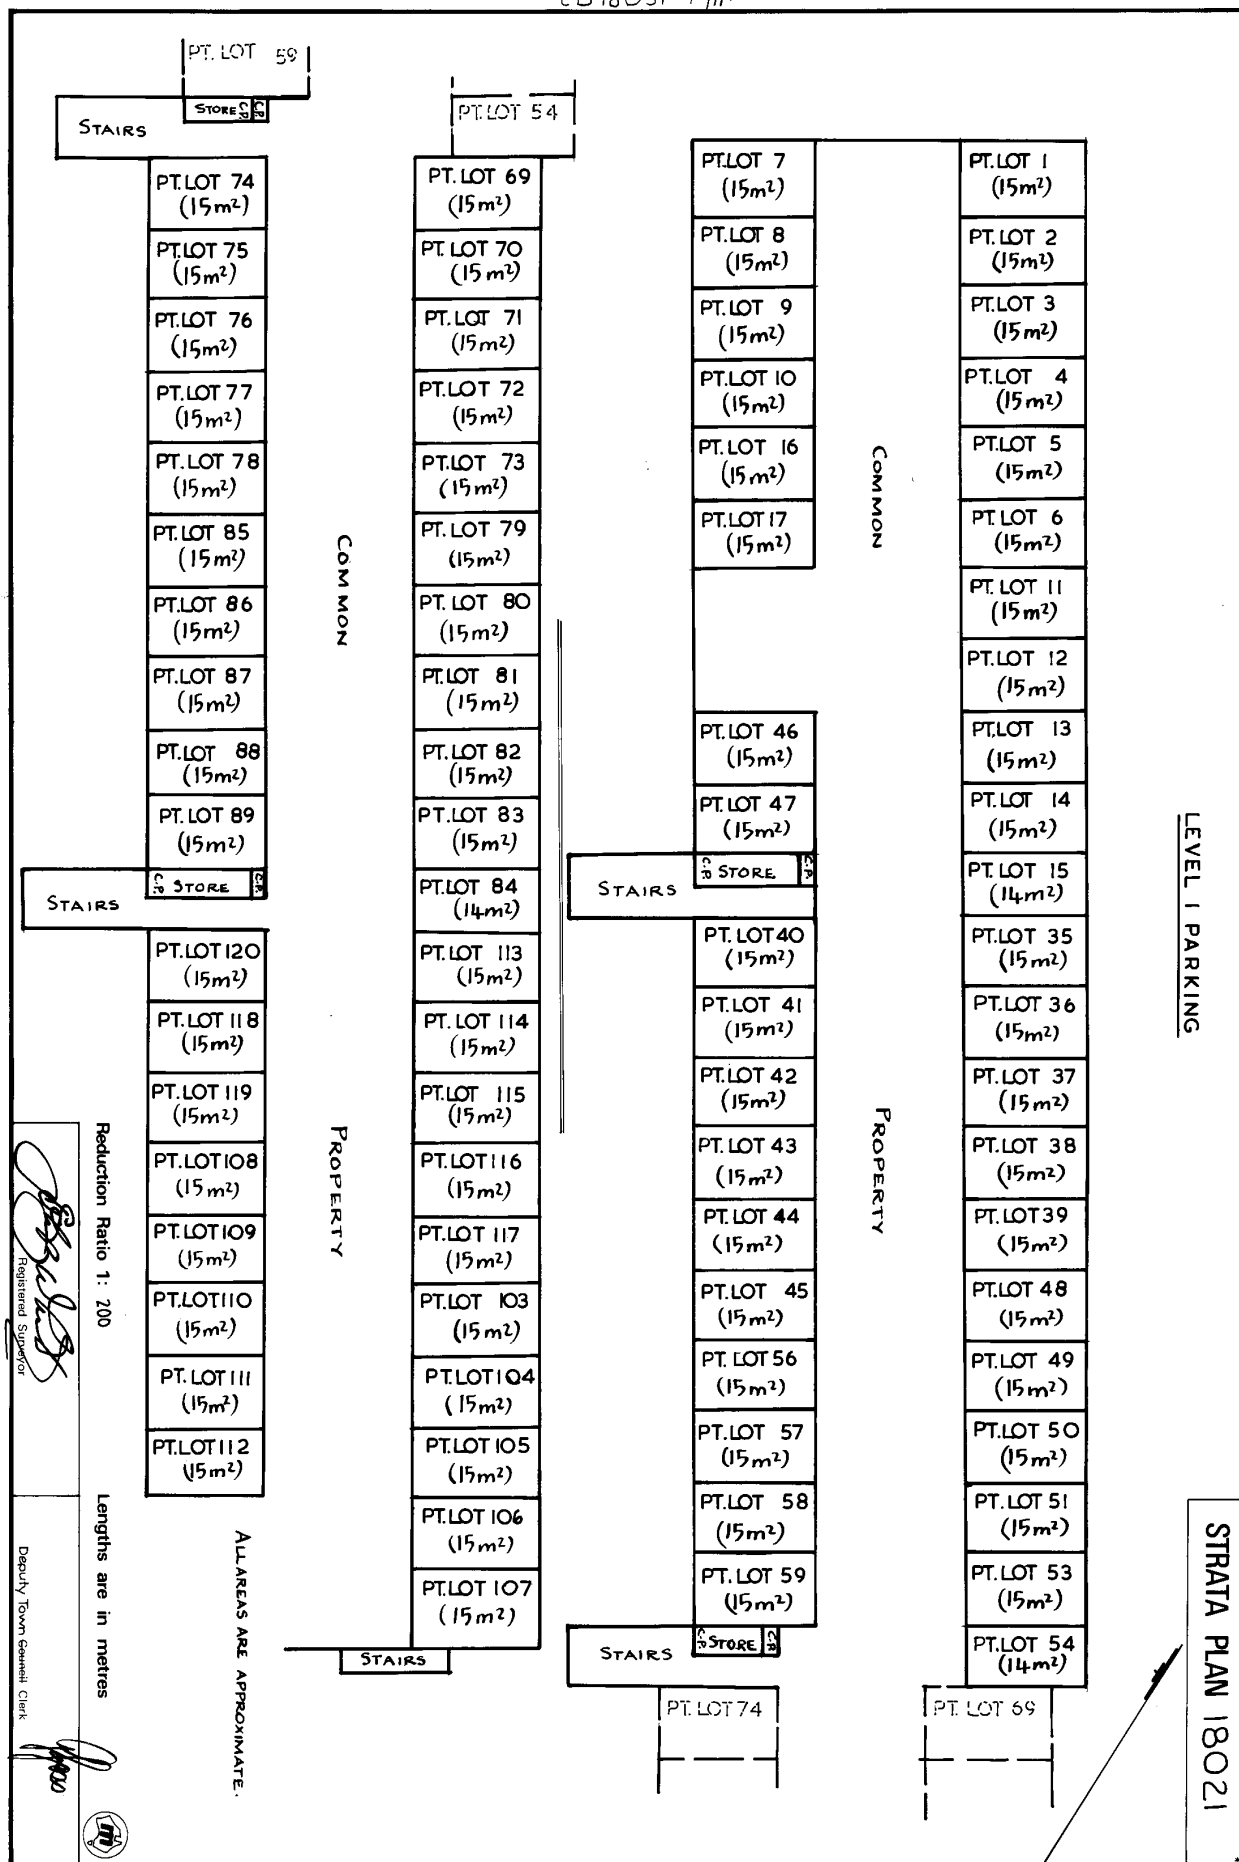 PT. LOT 59
STORE C.P. C.P.
STAIRS
PT. LOT 74
(15m²)
PT. LOT 75
(15m²)
PT. LOT 76
(15m²)
PT. LOT 77
(15m²)
PT. LOT 78
(15m²)
PT. LOT 85
(15m²)
PT. LOT 86
(15m²)
PT. LOT 87
(15m²)
PT. LOT 88
(15m²)
PT. LOT 89
(15m²)
C.P. STORE C.P.
STAIRS
PT. LOT 120
(15m²)
PT. LOT 118
(15m²)
PT. LOT 119
(15m²)
PT. LOT 108
(15m²)
PT. LOT 109
(15m²)
PT. LOT 110
(15m²)
PT. LOT 111
(15m²)
PT. LOT 112
(15m²)
COMMON
PROPERTY
PT. LOT 54
PT. LOT 69
(15m²)
PT. LOT 70
(15m²)
PT. LOT 71
(15m²)
PT. LOT 72
(15m²)
PT. LOT 73
(15m²)
PT. LOT 79
(15m²)
PT. LOT 80
(15m²)
PT. LOT 81
(15m²)
PT. LOT 82
(15m²)
PT. LOT 83
(15m²)
PT. LOT 84
(14m²)
PT. LOT 113
(15m²)
PT. LOT 114
(15m²)
PT. LOT 115
(15m²)
PT. LOT 116
(15m²)
PT. LOT 117
(15m²)
PT. LOT 103
(15m²)
PT. LOT 104
(15m²)
PT. LOT 105
(15m²)
PT. LOT 106
(15m²)
PT. LOT 107
(15m²)
STAIRS
PT. LOT 7
(15m²)
PT. LOT 8
(15m²)
PT. LOT 9
(15m²)
PT. LOT 10
(15m²)
PT. LOT 16
(15m²)
PT. LOT 17
(15m²)
PT. LOT 46
(15m²)
PT. LOT 47
(15m²)
C.P. STORE C.P.
STAIRS
PT. LOT 40
(15m²)
PT. LOT 41
(15m²)
PT. LOT 42
(15m²)
PT. LOT 43
(15m²)
PT. LOT 44
(15m²)
PT. LOT 45
(15m²)
PT. LOT 56
(15m²)
PT. LOT 57
(15m²)
PT. LOT 58
(15m²)
PT. LOT 59
(15m²)
C.P. STORE C.P.
STAIRS
PT. LOT 74
COMMON
PROPERTY
PT. LOT 1
(15m²)
PT. LOT 2
(15m²)
PT. LOT 3
(15m²)
PT. LOT 4
(15m²)
PT. LOT 5
(15m²)
PT. LOT 6
(15m²)
PT. LOT 11
(15m²)
PT. LOT 12
(15m²)
PT. LOT 13
(15m²)
PT. LOT 14
(15m²)
PT. LOT 15
(14m²)
PT. LOT 35
(15m²)
PT. LOT 36
(15m²)
PT. LOT 37
(15m²)
PT. LOT 38
(15m²)
PT. LOT 39
(15m²)
PT. LOT 48
(15m²)
PT. LOT 49
(15m²)
PT. LOT 50
(15m²)
PT. LOT 51
(15m²)
PT. LOT 53
(15m²)
PT. LOT 54
(14m²)
PT. LOT 69
LEVEL 1 PARKING
STRATA PLAN 18021
ALL AREAS ARE APPROXIMATE.
Reduction Ratio 1: 200
Lengths are in metres
Registered Surveyor
Deputy Town Council Clerk
m